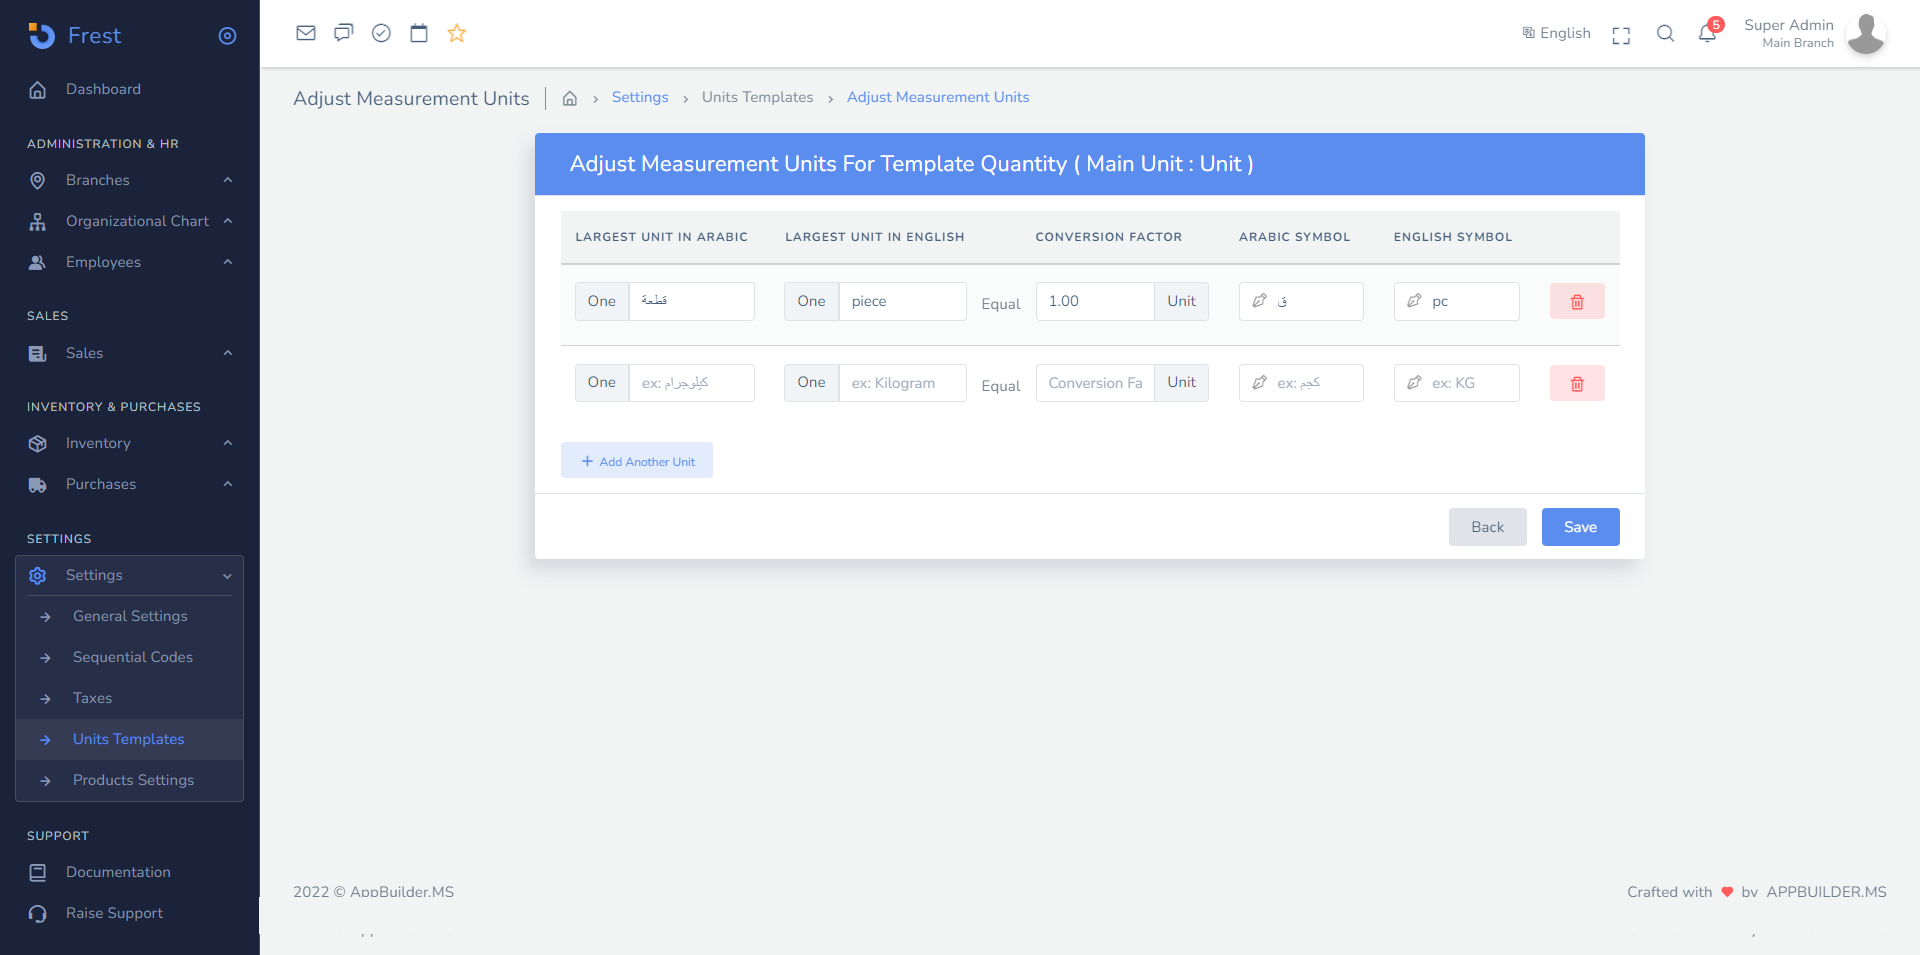 Frest
Dashboard
ADMINISTRATION & HR
Branches
Organizational Chart
Employees
SALES
Sales
INVENTORY & PURCHASES
Inventory
Purchases
SETTINGS
Settings
General Settings
Sequential Codes
Taxes
Units Templates
Products Settings
SUPPORT
Documentation
Raise Support
English
5
Super Admin
Main Branch
Adjust Measurement Units
Settings
Units Templates
Adjust Measurement Units
Adjust Measurement Units For Template Quantity ( Main Unit : Unit )
LARGEST UNIT IN ARABIC LARGEST UNIT IN ENGLISH CONVERSION FACTOR ARABIC SYMBOL ENGLISH SYMBOL
One قطعة One piece Equal 1.00 Unit ق pc
One ex: كيلوجرام One ex: Kilogram Equal Conversion Fa Unit ex: كجم ex: KG
Add Another Unit
Back Save
2022 © AppBuilder.MS
Crafted with by APPBUILDER.MS